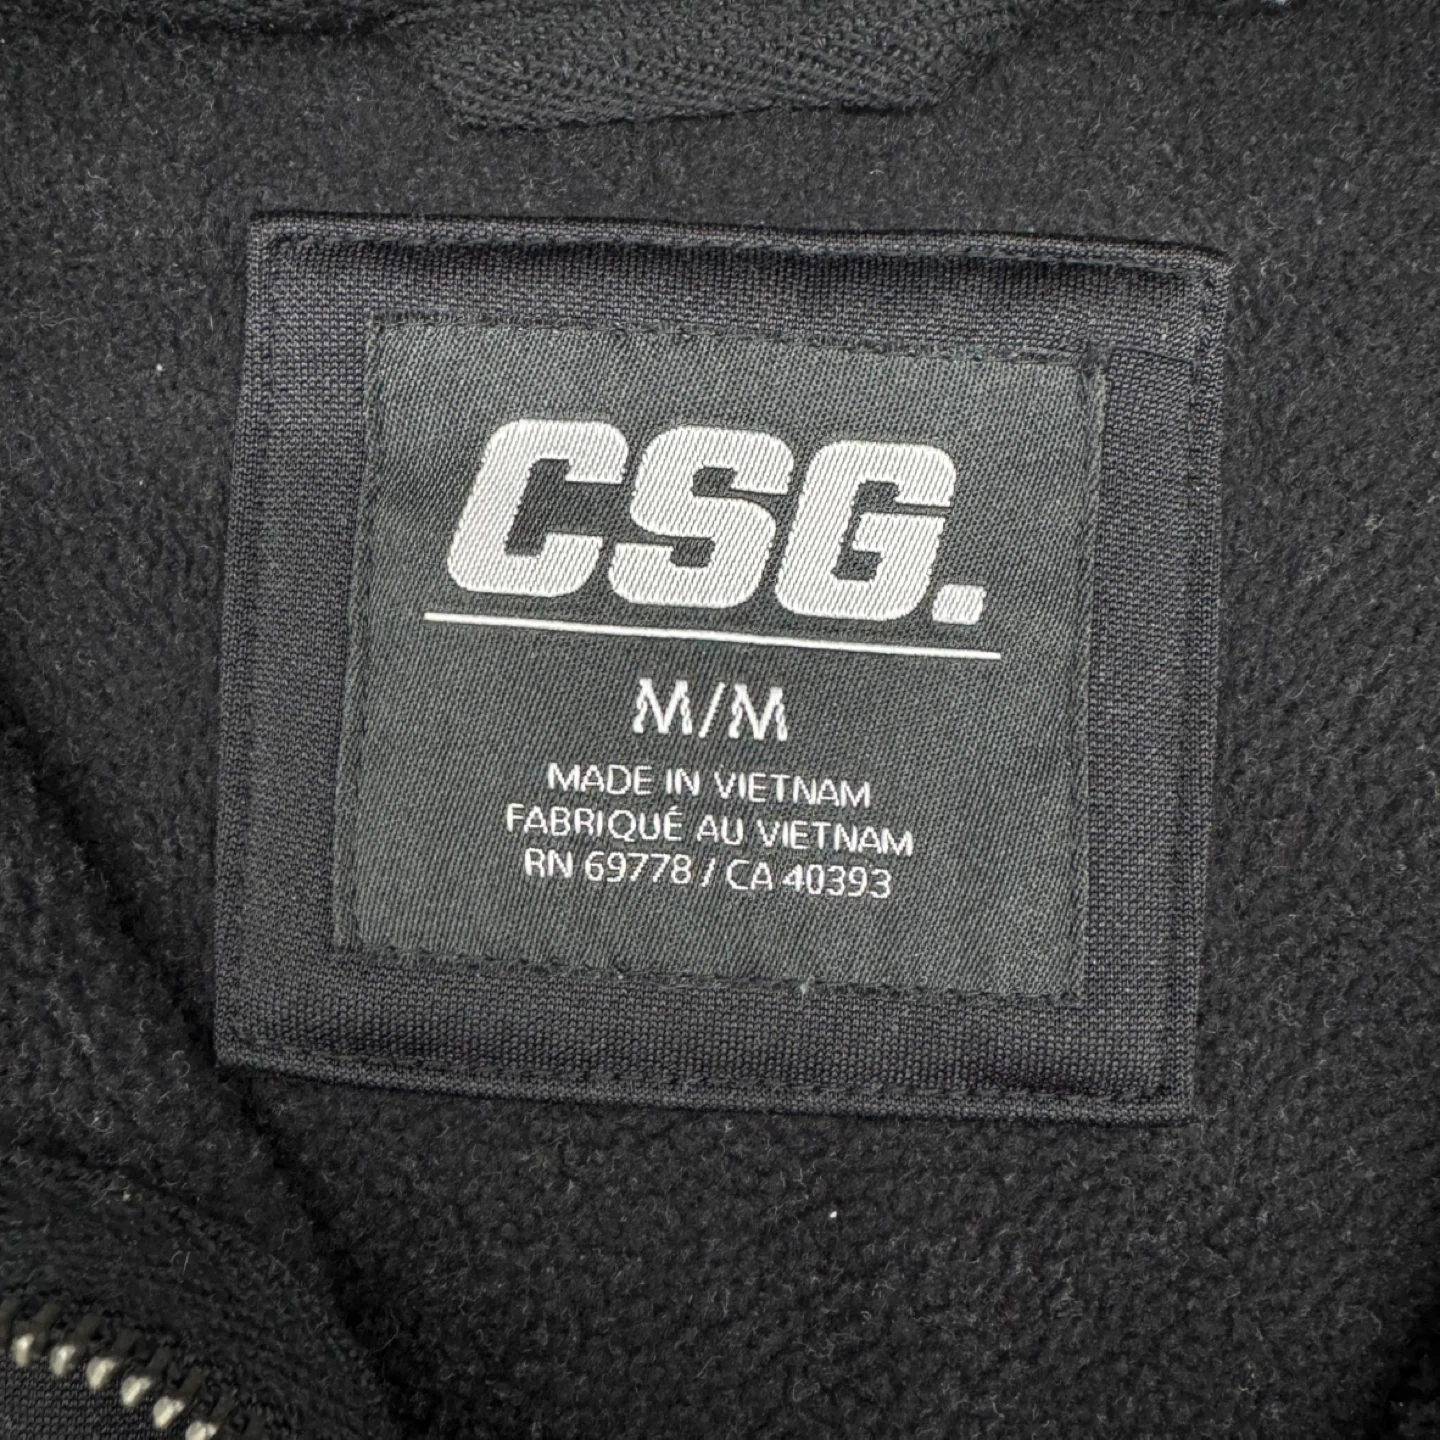 CSG.
M/M
MADE IN VIETNAM
FABRIQUÉ AU VIETNAM
RN 69778 / CA 40393